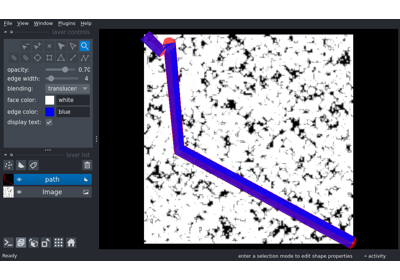 File View Window Plugins Help
layer controls
opacity: 0.70
edge width: 4
blending: translucen
face color: white
edge color: blue
display text:
layer list
path
Image
Ready enter a selection mode to edit shape properties activity